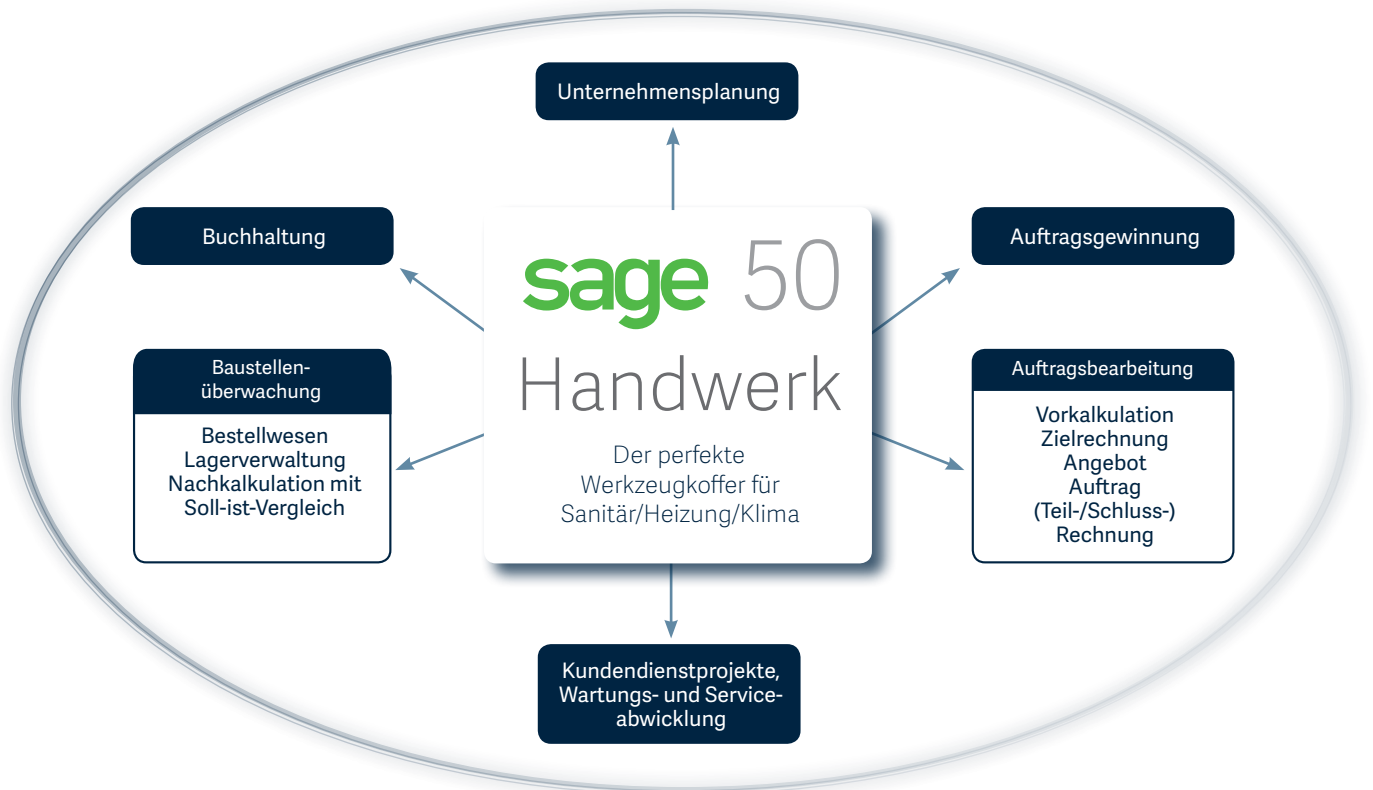 Unternehmensplanung
Buchhaltung
Auftragsgewinnung
sage 50
Handwerk
Der perfekte
Werkzeugkoffer für
Sanitär/Heizung/Klima
Baustellen-
überwachung
Bestellwesen
Lagerverwaltung
Nachkalkulation mit
Soll-ist-Vergleich
Auftragsbearbeitung
Vorkalkulation
Zielrechnung
Angebot
Auftrag
(Teil-/Schluss-)
Rechnung
Kundendienstprojekte,
Wartungs- und Service-
abwicklung